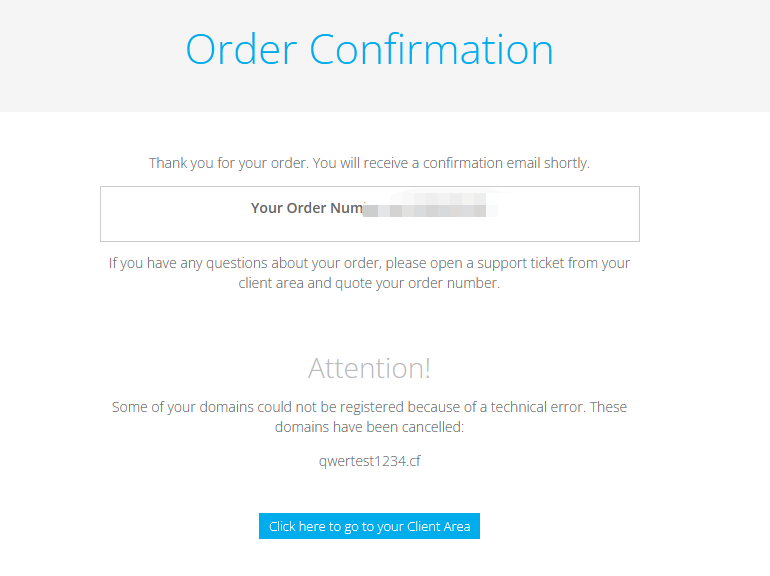 Order Confirmation
Thank you for your order. You will receive a confirmation email shortly.
Your Order
If you have any questions about your order, please open a support ticket from your
client area and quote your order number.
Attention!
Some of your domains could not be registered because of a technical error. These
domains have been cancelled:
qwertest1234.cf
Click here to go to your Client Area